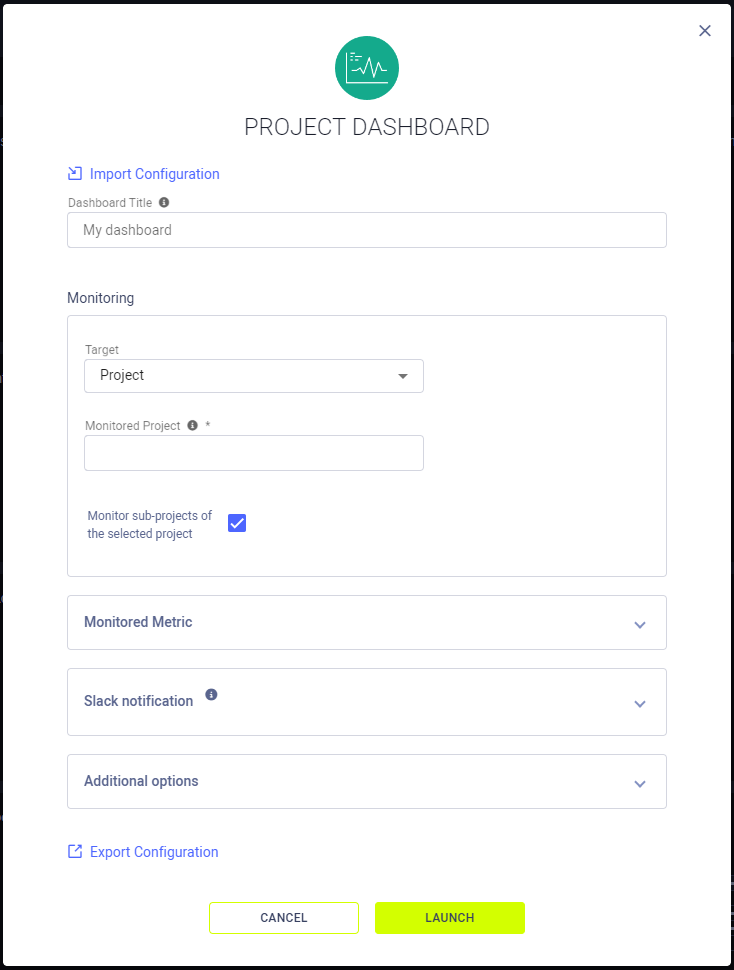 PROJECT DASHBOARD
Import Configuration
Dashboard Title
My dashboard
Monitoring
Target
Project
Monitored Project *
Monitor sub-projects of
the selected project
Monitored Metric
Slack notification
Additional options
Export Configuration
CANCEL
LAUNCH